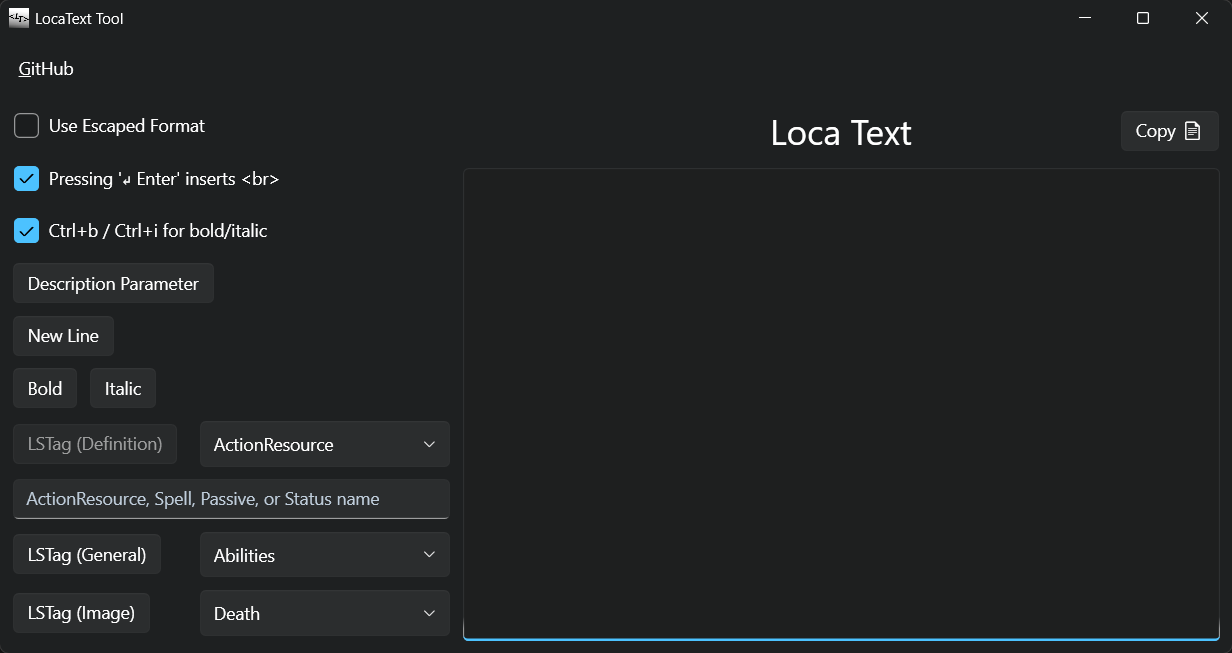 <LT> LocaText Tool
GitHub
Use Escaped Format
Pressing '↲ Enter' inserts <br>
Ctrl+b / Ctrl+i for bold/italic
Description Parameter
New Line
Bold Italic
LSTag (Definition) ActionResource
ActionResource, Spell, Passive, or Status name
LSTag (General) Abilities
LSTag (Image) Death
Loca Text
Copy